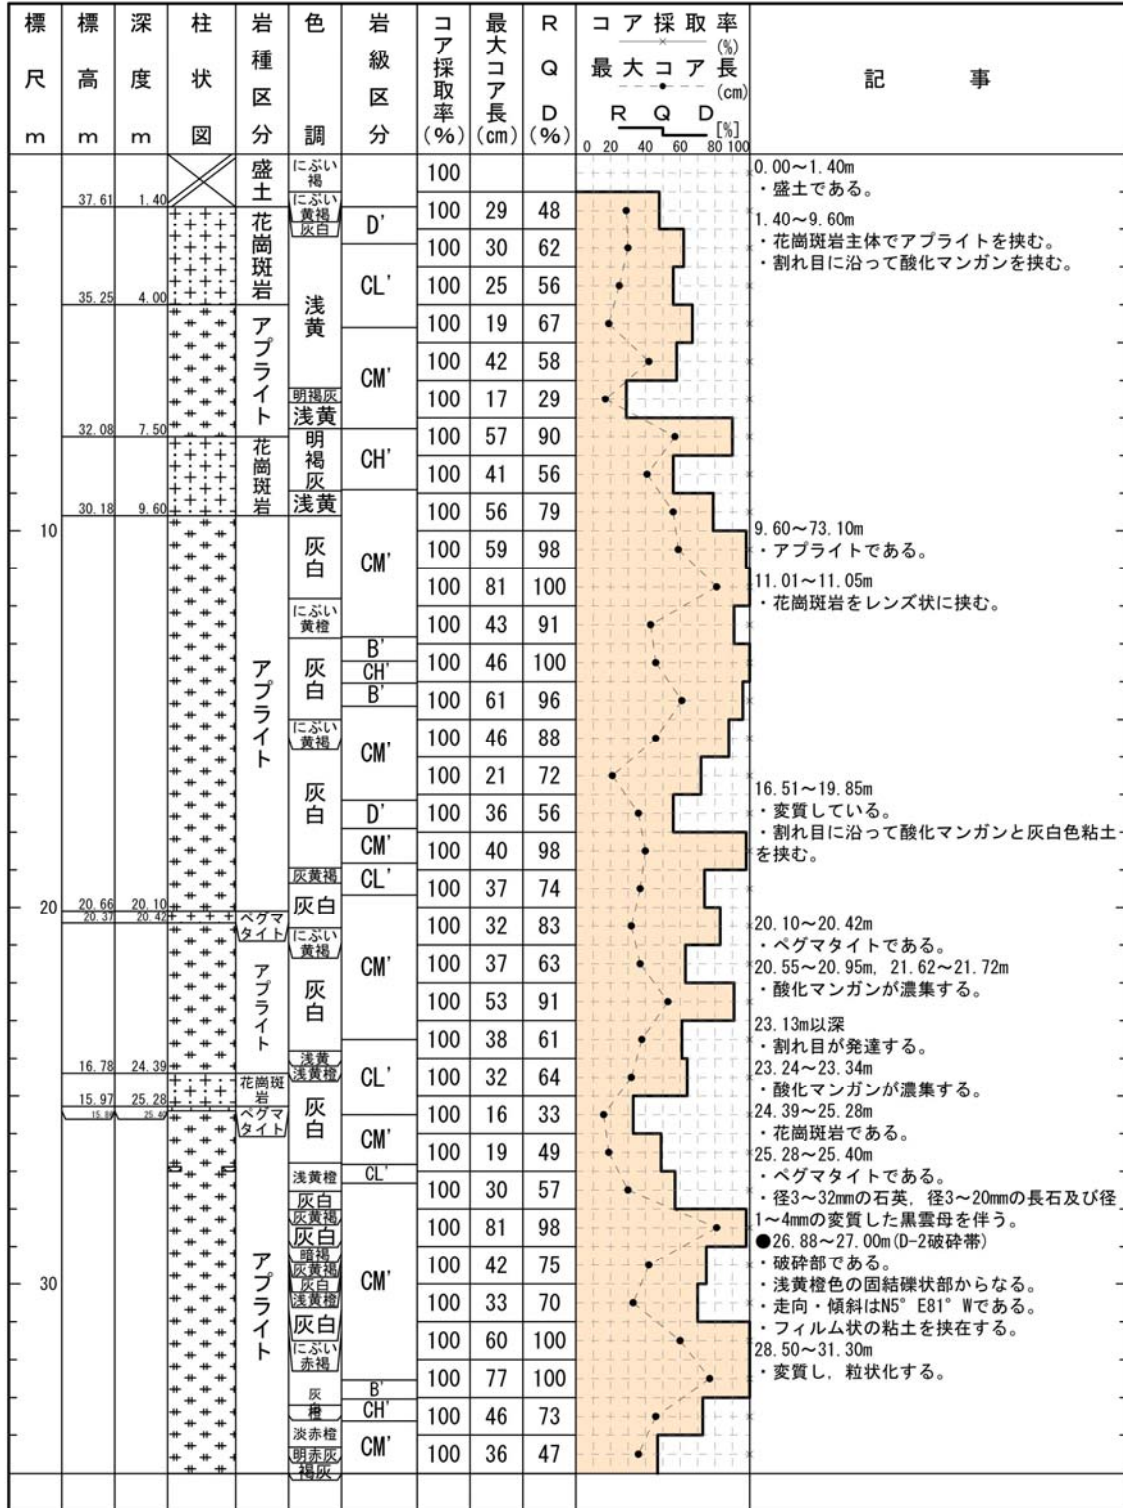 標尺 m
標高 m
深度 m
柱状図
岩種区分
色調
岩級区分
コア採取率(%)
最大コア長(cm)
RQD(%)
コア採取率(%)
最大コア長(cm)
RQD[%]
0 20 40 60 80 100
記事
10
20
30
37.61 1.40
35.25 4.00
32.08 7.50
30.18 9.60
20.66 20.10
20.37 20.42
16.78 24.39
15.97 25.28
盛土
花崗斑岩
アプライト
花崗斑岩
アプライト
ペグマタイト
アプライト
花崗斑岩
ペグマタイト
アプライト
にぶい褐
にぶい黄褐
灰白
浅黄
明褐灰
浅黄
明褐灰
浅黄
灰白
にぶい黄橙
灰白
にぶい黄褐
灰白
灰黄褐
灰白
にぶい黄褐
灰白
浅黄
浅黄橙
灰白
浅黄橙
灰白
灰黄褐
灰白
暗褐
灰黄褐
灰白
浅黄橙
灰白
にぶい赤褐
淡赤橙
明赤灰
褐灰
D'
CL'
CM'
CH'
CM'
B'
CH'
B'
CM'
D'
CM'
CL'
CM'
CL'
CM'
CL'
CM'
B'
CH'
CM'
100
100 29 48
100 30 62
100 25 56
100 19 67
100 42 58
100 17 29
100 57 90
100 41 56
100 56 79
100 59 98
100 81 100
100 43 91
100 46 100
100 61 96
100 46 88
100 21 72
100 36 56
100 40 98
100 37 74
100 32 83
100 37 63
100 53 91
100 38 61
100 32 64
100 16 33
100 19 49
100 30 57
100 81 98
100 42 75
100 33 70
100 60 100
100 77 100
100 46 73
100 36 47
0.00～1.40m
・盛土である。
1.40～9.60m
・花崗斑岩主体でアプライトを挟む。
・割れ目に沿って酸化マンガンを挟む。
9.60～73.10m
・アプライトである。
11.01～11.05m
・花崗斑岩をレンズ状に挟む。
16.51～19.85m
・変質している。
・割れ目に沿って酸化マンガンと灰白色粘土
を挟む。
20.10～20.42m
・ペグマタイトである。
20.55～20.95m, 21.62～21.72m
・酸化マンガンが濃集する。
23.13m以深
・割れ目が発達する。
23.24～23.34m
・酸化マンガンが濃集する。
24.39～25.28m
・花崗斑岩である。
25.28～25.40m
・ペグマタイトである。
・径3～32mmの石英, 径3～20mmの長石及び径
1～4mmの変質した黒雲母を伴う。
●26.88～27.00m(D-2破砕帯)
・破砕部である。
・浅黄橙色の固結礫状部からなる。
・走向・傾斜はN5°E81°Wである。
・フィルム状の粘土を挟在する。
28.50～31.30m
・変質し, 粒状化する。